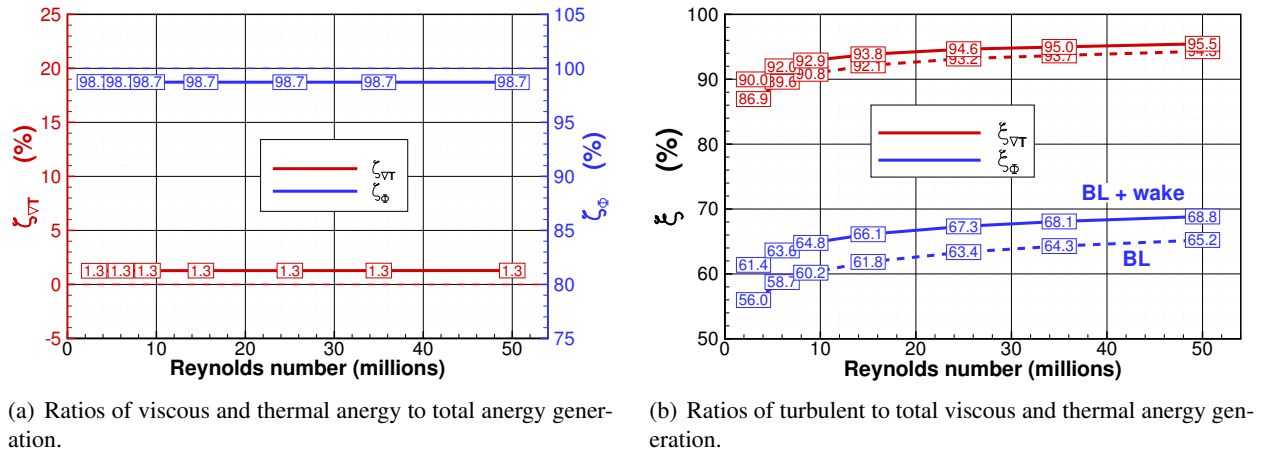 25
20
15
10
5
0
-5
ζ∇T (%)
105
100
95
90
85
80
75
ζΦ (%)
98.7 98.7 98.7 98.7 98.7 98.7
ζ∇T
ζΦ
1.3 1.3 1.3 1.3 1.3 1.3 1.3
0 10 20 30 40 50
Reynolds number (millions)
(a) Ratios of viscous and thermal anergy to total anergy gener-
ation.
100
90
80
70
60
50
ξ (%)
90.0 92.0 92.9 93.8 94.6 95.0 95.5
86.9 89.6 90.8 92.1 93.2 93.7
ξ∇T
ξΦ
BL + wake
61.4 63.6 64.8 66.1 67.3 68.1 68.8
56.0 58.7 60.2 61.8 63.4 64.3 65.2
BL
0 10 20 30 40 50
Reynolds number (millions)
(b) Ratios of turbulent to total viscous and thermal anergy gen-
eration.